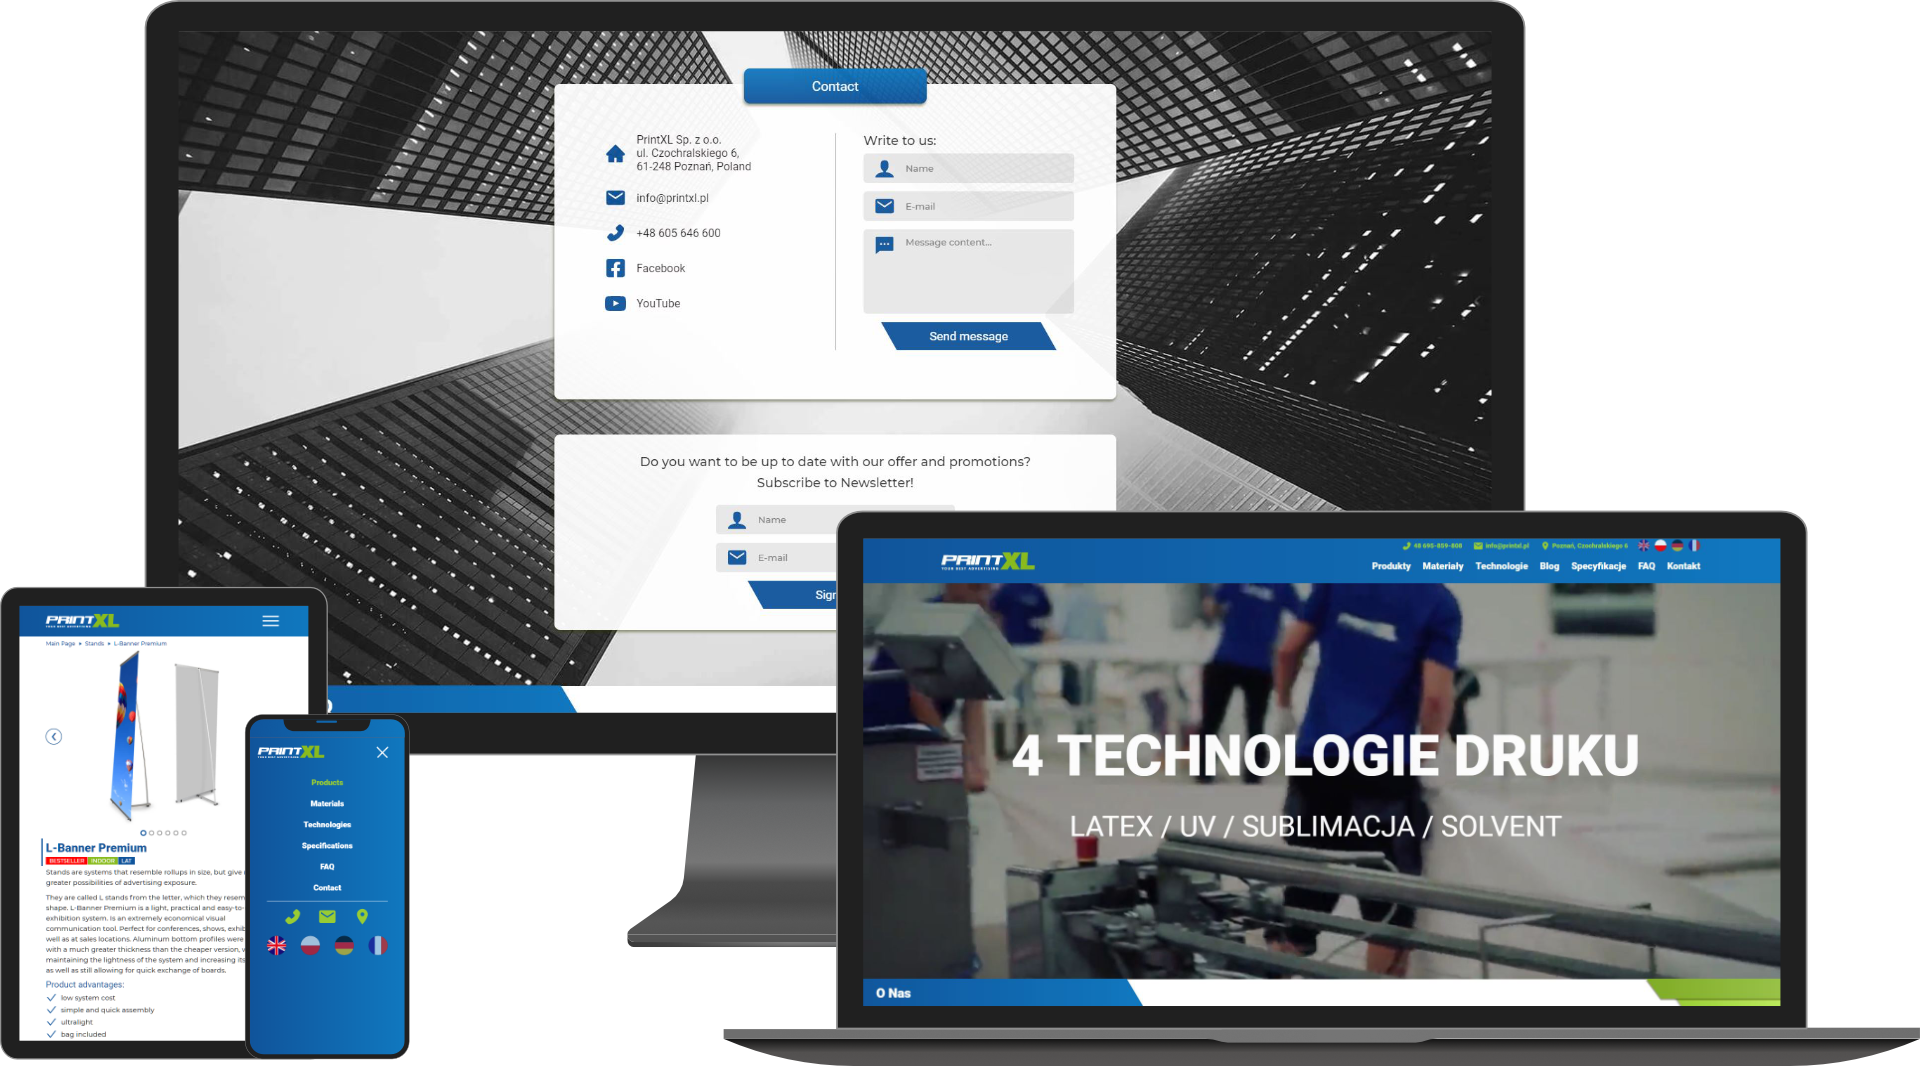 Contact
PrintXL Sp. z o.o.
ul. Czochralskiego 6,
61-248 Poznań, Poland
info@printxl.pl
+48 605 646 600
Facebook
YouTube
Write to us:
Name
E-mail
Message content...
Send message
Do you want to be up to date with our offer and promotions?
Subscribe to Newsletter!
Name
E-mail
Sign
PRINTXL
YOUR BEST ADVERTISING
48 695-859-808 info@printxl.pl Poznań, Czochralskiego 6
Produkty Materiały Technologie Blog Specyfikacje FAQ Kontakt
4 TECHNOLOGIE DRUKU
LATEX / UV / SUBLIMACJA / SOLVENT
O Nas
PRINTXL
YOUR BEST ADVERTISING
Main Page Stands L-Banner Premium
L-Banner Premium
BESTSELLER INDOOR LAT
Stands are systems that resemble rollups in size, but give
greater possibilities of advertising exposure.
They are called L stands from the letter, which they resem
shape. L-Banner Premium is a light, practical and easy-to-
exhibition system. Is an extremely economical visual
communication tool. Perfect for conferences, shows, exhib
well as at sales locations. Aluminum bottom profiles were
with a much greater thickness than the cheaper version,
maintaining the lightness of the system and increasing its
as well as still allowing for quick exchange of boards.
Product advantages:
low system cost
simple and quick assembly
ultralight
bag included
PRINTXL
YOUR BEST ADVERTISING
Products
Materials
Technologies
Specifications
FAQ
Contact